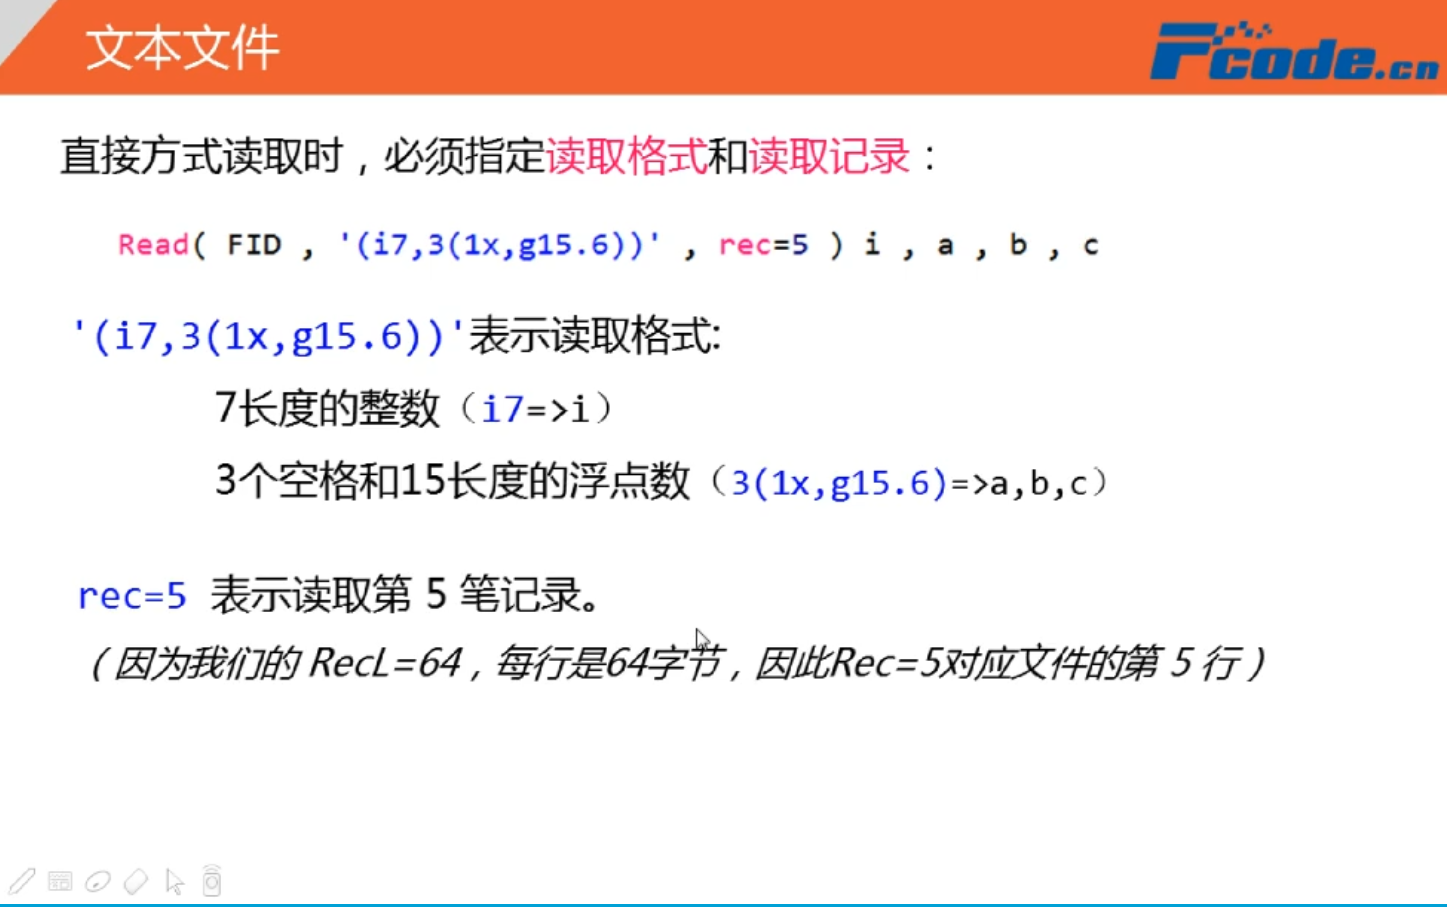 文本文件
Fcode.cn
直接方式读取时，必须指定读取格式和读取记录：
Read( FID , '(i7,3(1x,g15.6))' , rec=5 ) i , a , b , c
'(i7,3(1x,g15.6))'表示读取格式:
7长度的整数（i7=>i）
3个空格和15长度的浮点数（3(1x,g15.6)=>a,b,c）
rec=5 表示读取第 5 笔记录。
（因为我们的 RecL=64，每行是64字节，因此Rec=5对应文件的第 5 行）